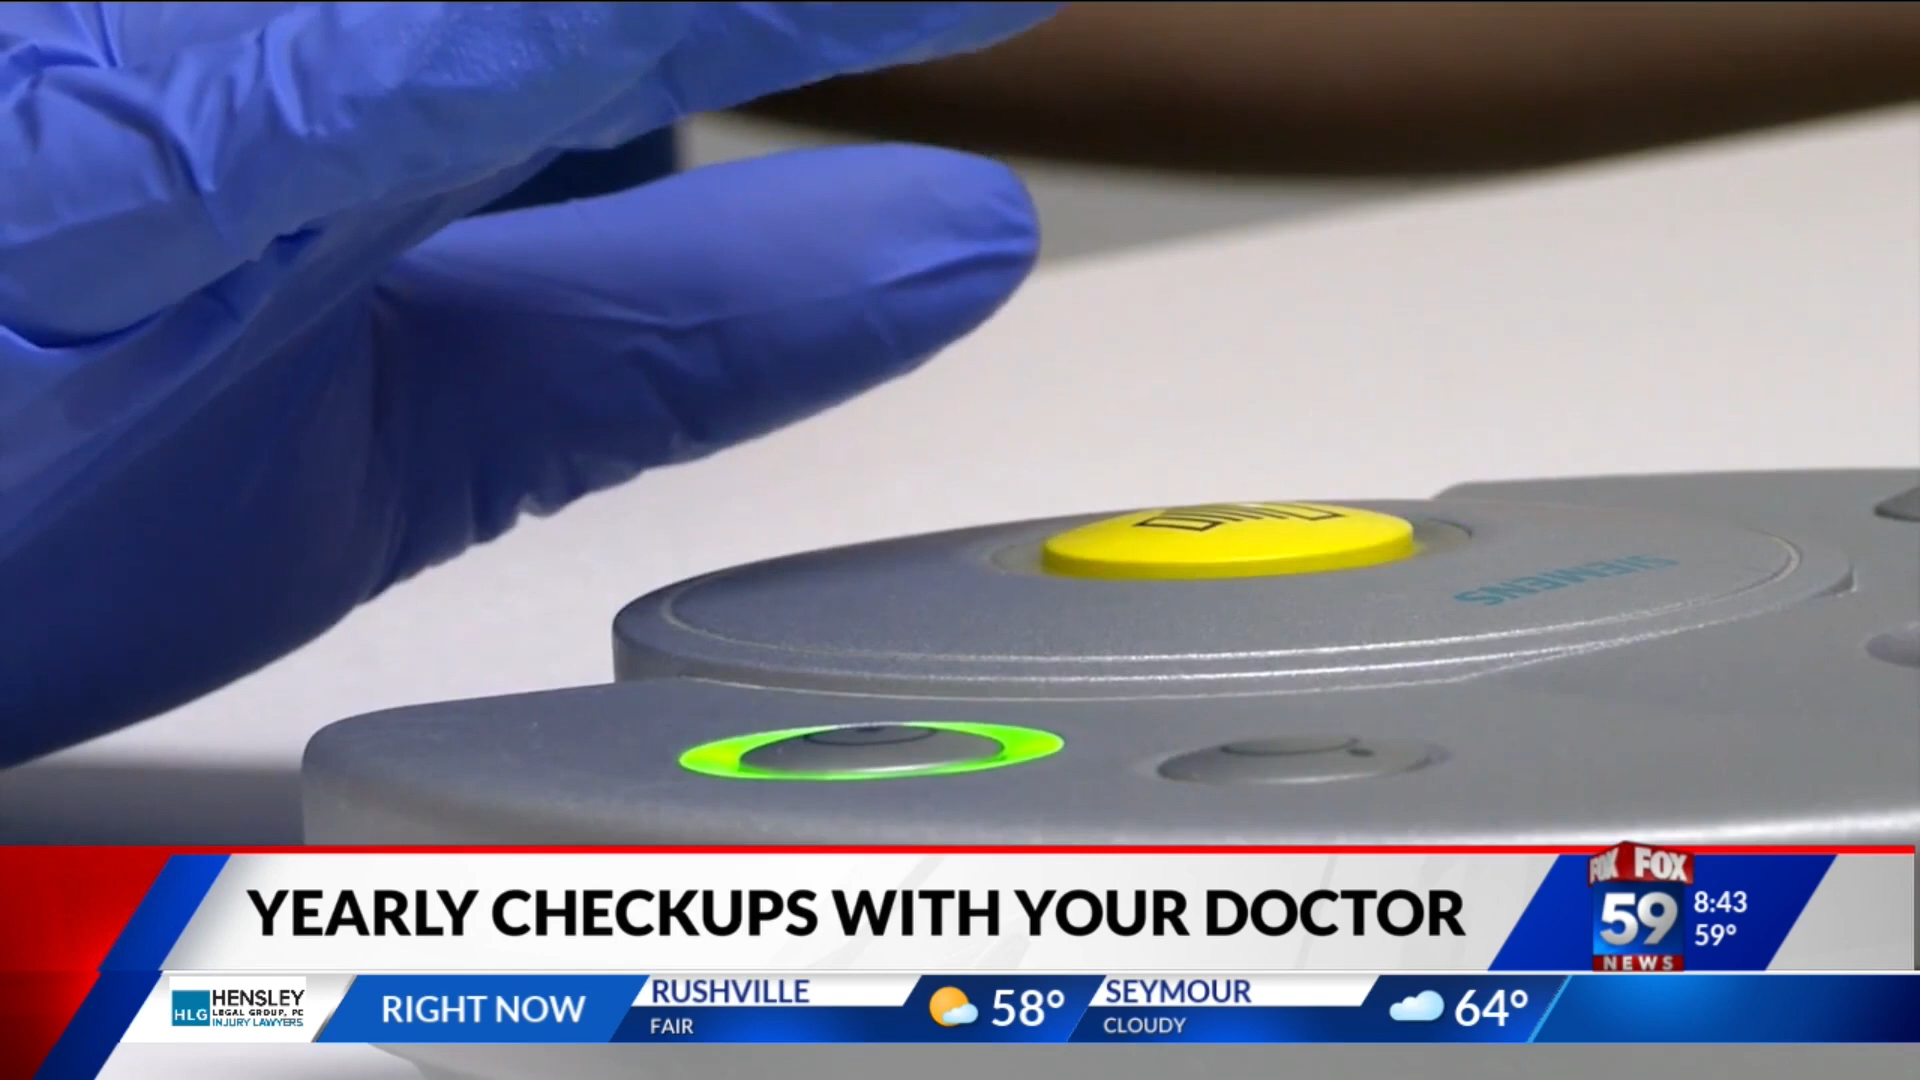 SIEMENS
YEARLY CHECKUPS WITH YOUR DOCTOR
FOX FOX
59
NEWS
8:43
59°
HLG
HENSLEY
LEGAL GROUP, PC
INJURY LAWYERS
RIGHT NOW
RUSHVILLE
FAIR
58°
SEYMOUR
CLOUDY
64°